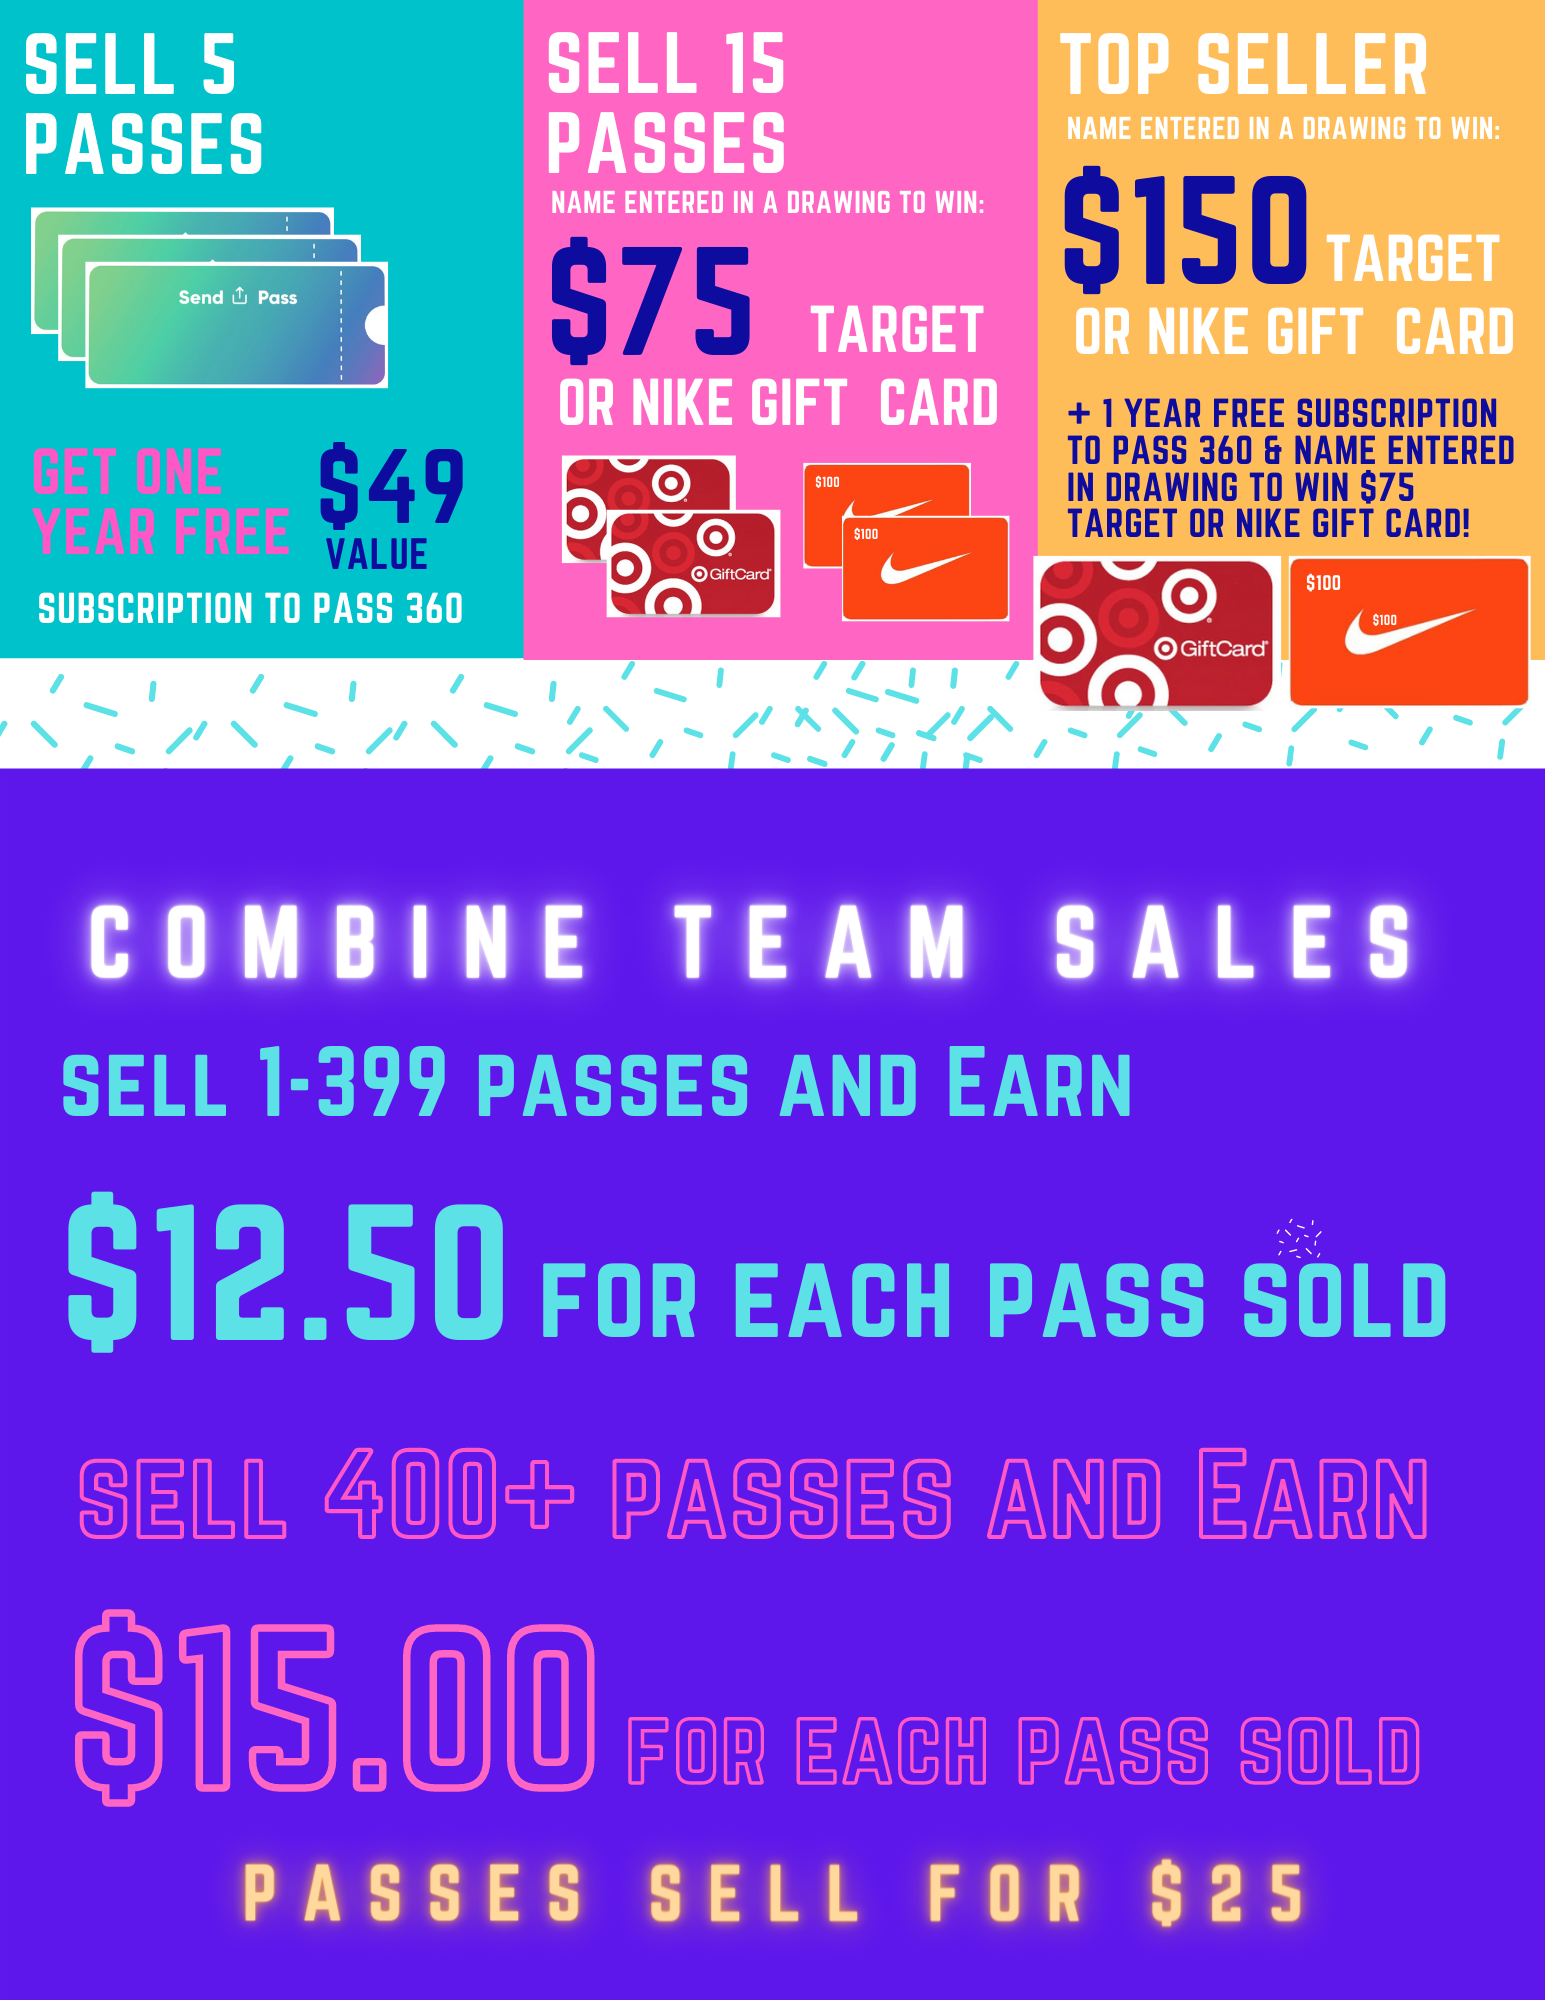 SELL 5
PASSES
Send Pass
GET ONE
YEAR FREE
$49
VALUE
SUBSCRIPTION TO PASS 360
SELL 15
PASSES
NAME ENTERED IN A DRAWING TO WIN:
$75 TARGET
OR NIKE GIFT CARD
GiftCard
$100
$100
TOP SELLER
NAME ENTERED IN A DRAWING TO WIN:
$150 TARGET
OR NIKE GIFT CARD
+ 1 YEAR FREE SUBSCRIPTION
TO PASS 360 & NAME ENTERED
IN DRAWING TO WIN $75
TARGET OR NIKE GIFT CARD!
GiftCard
$100
$100
COMBINE TEAM SALES
SELL 1-399 PASSES AND EARN
$12.50 FOR EACH PASS SOLD
SELL 400+ PASSES AND EARN
$15.00 FOR EACH PASS SOLD
PASSES SELL FOR $25